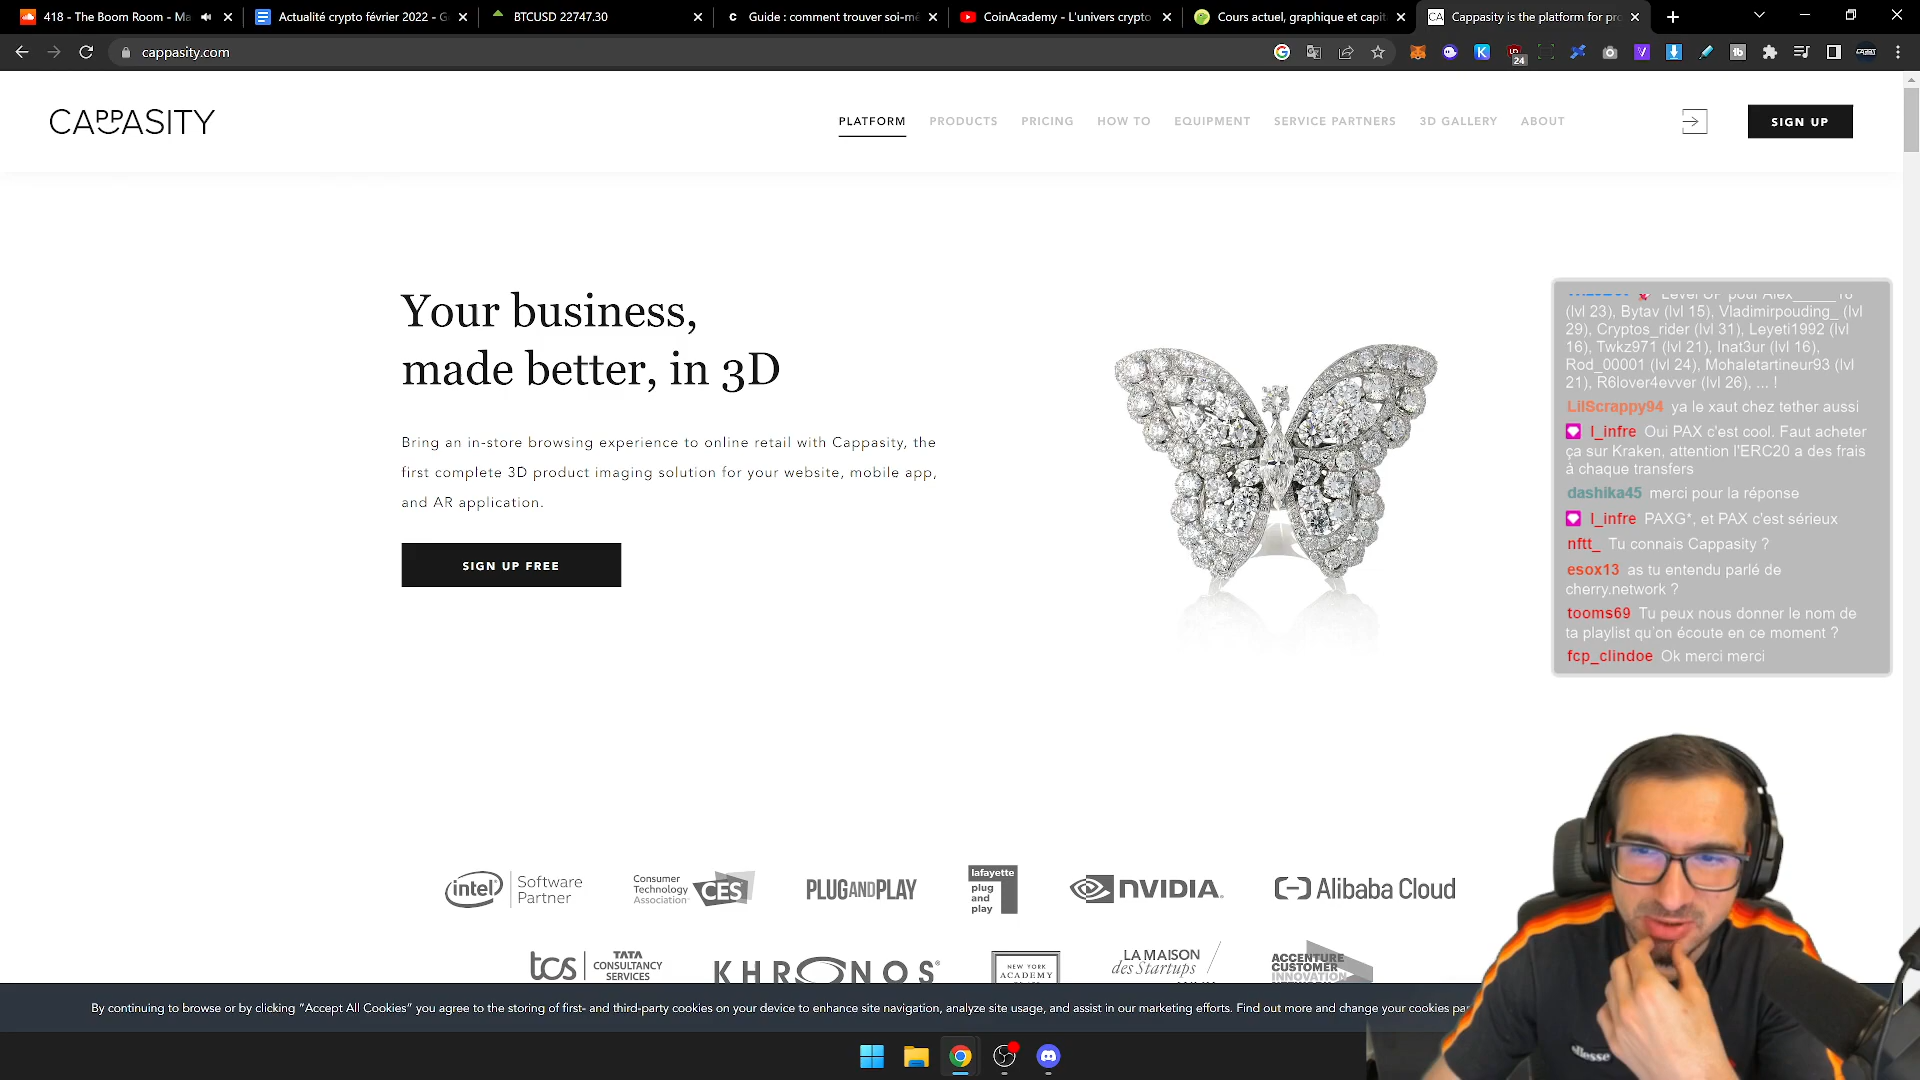 418 - The Boom Room - Ma
Actualité crypto février 2022 - G
BTCUSD 22747.30
Guide : comment trouver soi-mê
CoinAcademy - L'univers crypto
Cours actuel, graphique et capit
CA Cappasity is the platform for pro
cappasity.com
24
CAPPASITY
PLATFORM
PRODUCTS
PRICING
HOW TO
EQUIPMENT
SERVICE PARTNERS
3D GALLERY
ABOUT
SIGN UP
Your business,
made better, in 3D
Bring an in-store browsing experience to online retail with Cappasity, the
first complete 3D product imaging solution for your website, mobile app,
and AR application.
SIGN UP FREE
Level UP pour Alex_____16
(lvl 23), Bytav (lvl 15), Vladimirpouding_ (lvl
29), Cryptos_rider (lvl 31), Leyeti1992 (lvl
16), Twkz971 (lvl 21), Inat3ur (lvl 16),
Rod_00001 (lvl 24), Mohaletartineur93 (lvl
21), R6lover4evver (lvl 26), ... !
LilScrappy94 ya le xaut chez tether aussi
l_infre Oui PAX c'est cool. Faut acheter
ça sur Kraken, attention l'ERC20 a des frais
à chaque transfers
dashika45 merci pour la réponse
l_infre PAXG*, et PAX c'est sérieux
nftt_ Tu connais Cappasity ?
esox13 as tu entendu parlé de
cherry.network ?
tooms69 Tu peux nous donner le nom de
ta playlist qu'on écoute en ce moment ?
fcp_clindoe Ok merci merci
intel Software
Partner
Consumer
Technology
Association
CES
PLUGANDPLAY
lafayette
plug
and
play
NVIDIA.
Alibaba Cloud
tcs TATA
CONSULTANCY
SERVICES
KHRONOS
NEW YORK
ACADEMY
LA MAISON
des Startups
ACCENTURE
CUSTOMER
INNOVATION
By continuing to browse or by clicking "Accept All Cookies" you agree to the storing of first- and third-party cookies on your device to enhance site navigation, analyze site usage, and assist in our marketing efforts. Find out more and change your cookies
ellesse